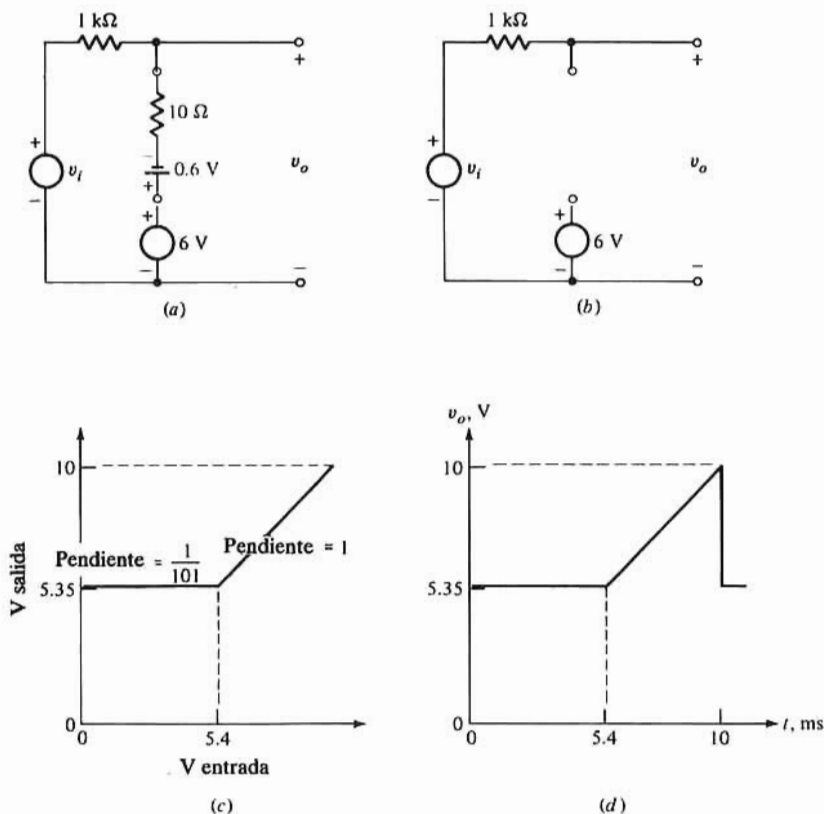 1 kΩ
+
10 Ω
−
0.6 V
+
+
v_i
−
+
6 V
−
v_o
−
(a)
1 kΩ
+
+
v_i
−
v_o
+
6 V
−
−
(b)
10
Pendiente = 1/101
Pendiente = 1
5.35
V salida
0
0
5.4
V entrada
(c)
v_o, V
10
5.35
0
0
5.4
10
t, ms
(d)